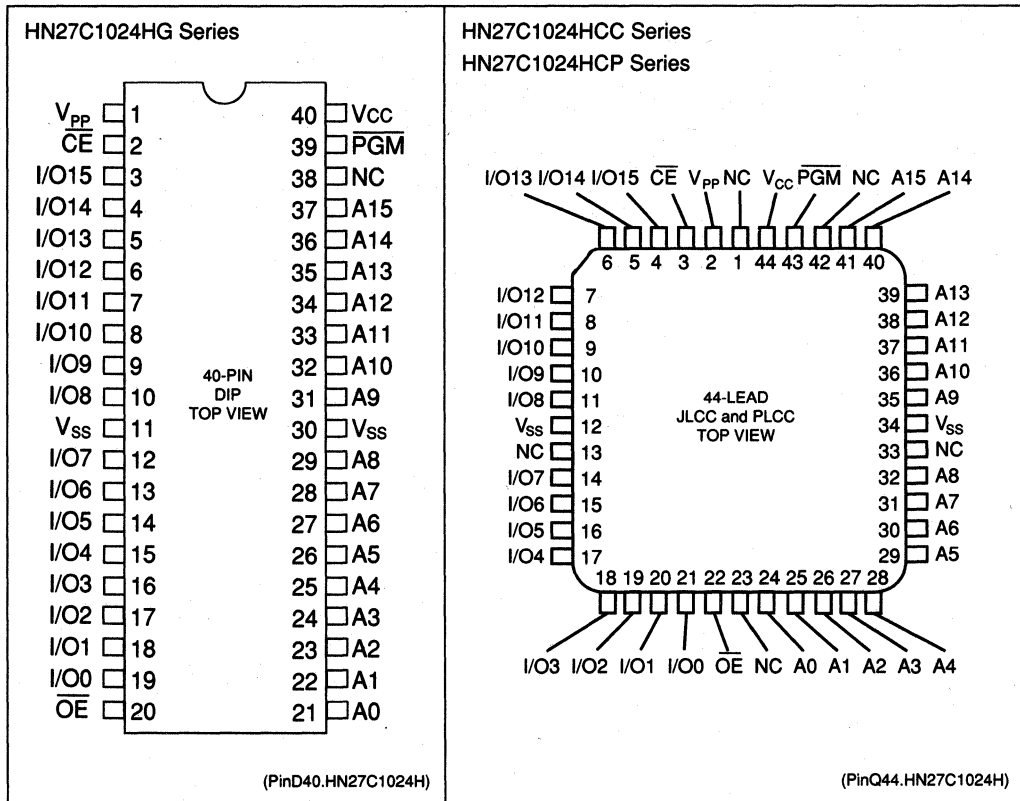 HN27C1024HG Series
VPP 1 40 VCC
CE 2 39 PGM
I/O15 3 38 NC
I/O14 4 37 A15
I/O13 5 36 A14
I/O12 6 35 A13
I/O11 7 34 A12
I/O10 8 33 A11
I/O9 9 32 A10
I/O8 10 31 A9
VSS 11 30 VSS
I/O7 12 29 A8
I/O6 13 28 A7
I/O5 14 27 A6
I/O4 15 26 A5
I/O3 16 25 A4
I/O2 17 24 A3
I/O1 18 23 A2
I/O0 19 22 A1
OE 20 21 A0
40-PIN
DIP
TOP VIEW
(PinD40.HN27C1024H)
HN27C1024HCC Series
HN27C1024HCP Series
I/O13 I/O14 I/O15 CE VPP NC VCC PGM NC A15 A14
6 5 4 3 2 1 44 43 42 41 40
I/O12 7 39 A13
I/O11 8 38 A12
I/O10 9 37 A11
I/O9 10 36 A10
I/O8 11 35 A9
VSS 12 34 VSS
NC 13 33 NC
I/O7 14 32 A8
I/O6 15 31 A7
I/O5 16 30 A6
I/O4 17 29 A5
44-LEAD
JLCC and PLCC
TOP VIEW
18 19 20 21 22 23 24 25 26 27 28
I/O3 I/O2 I/O1 I/O0 OE NC A0 A1 A2 A3 A4
(PinQ44.HN27C1024H)